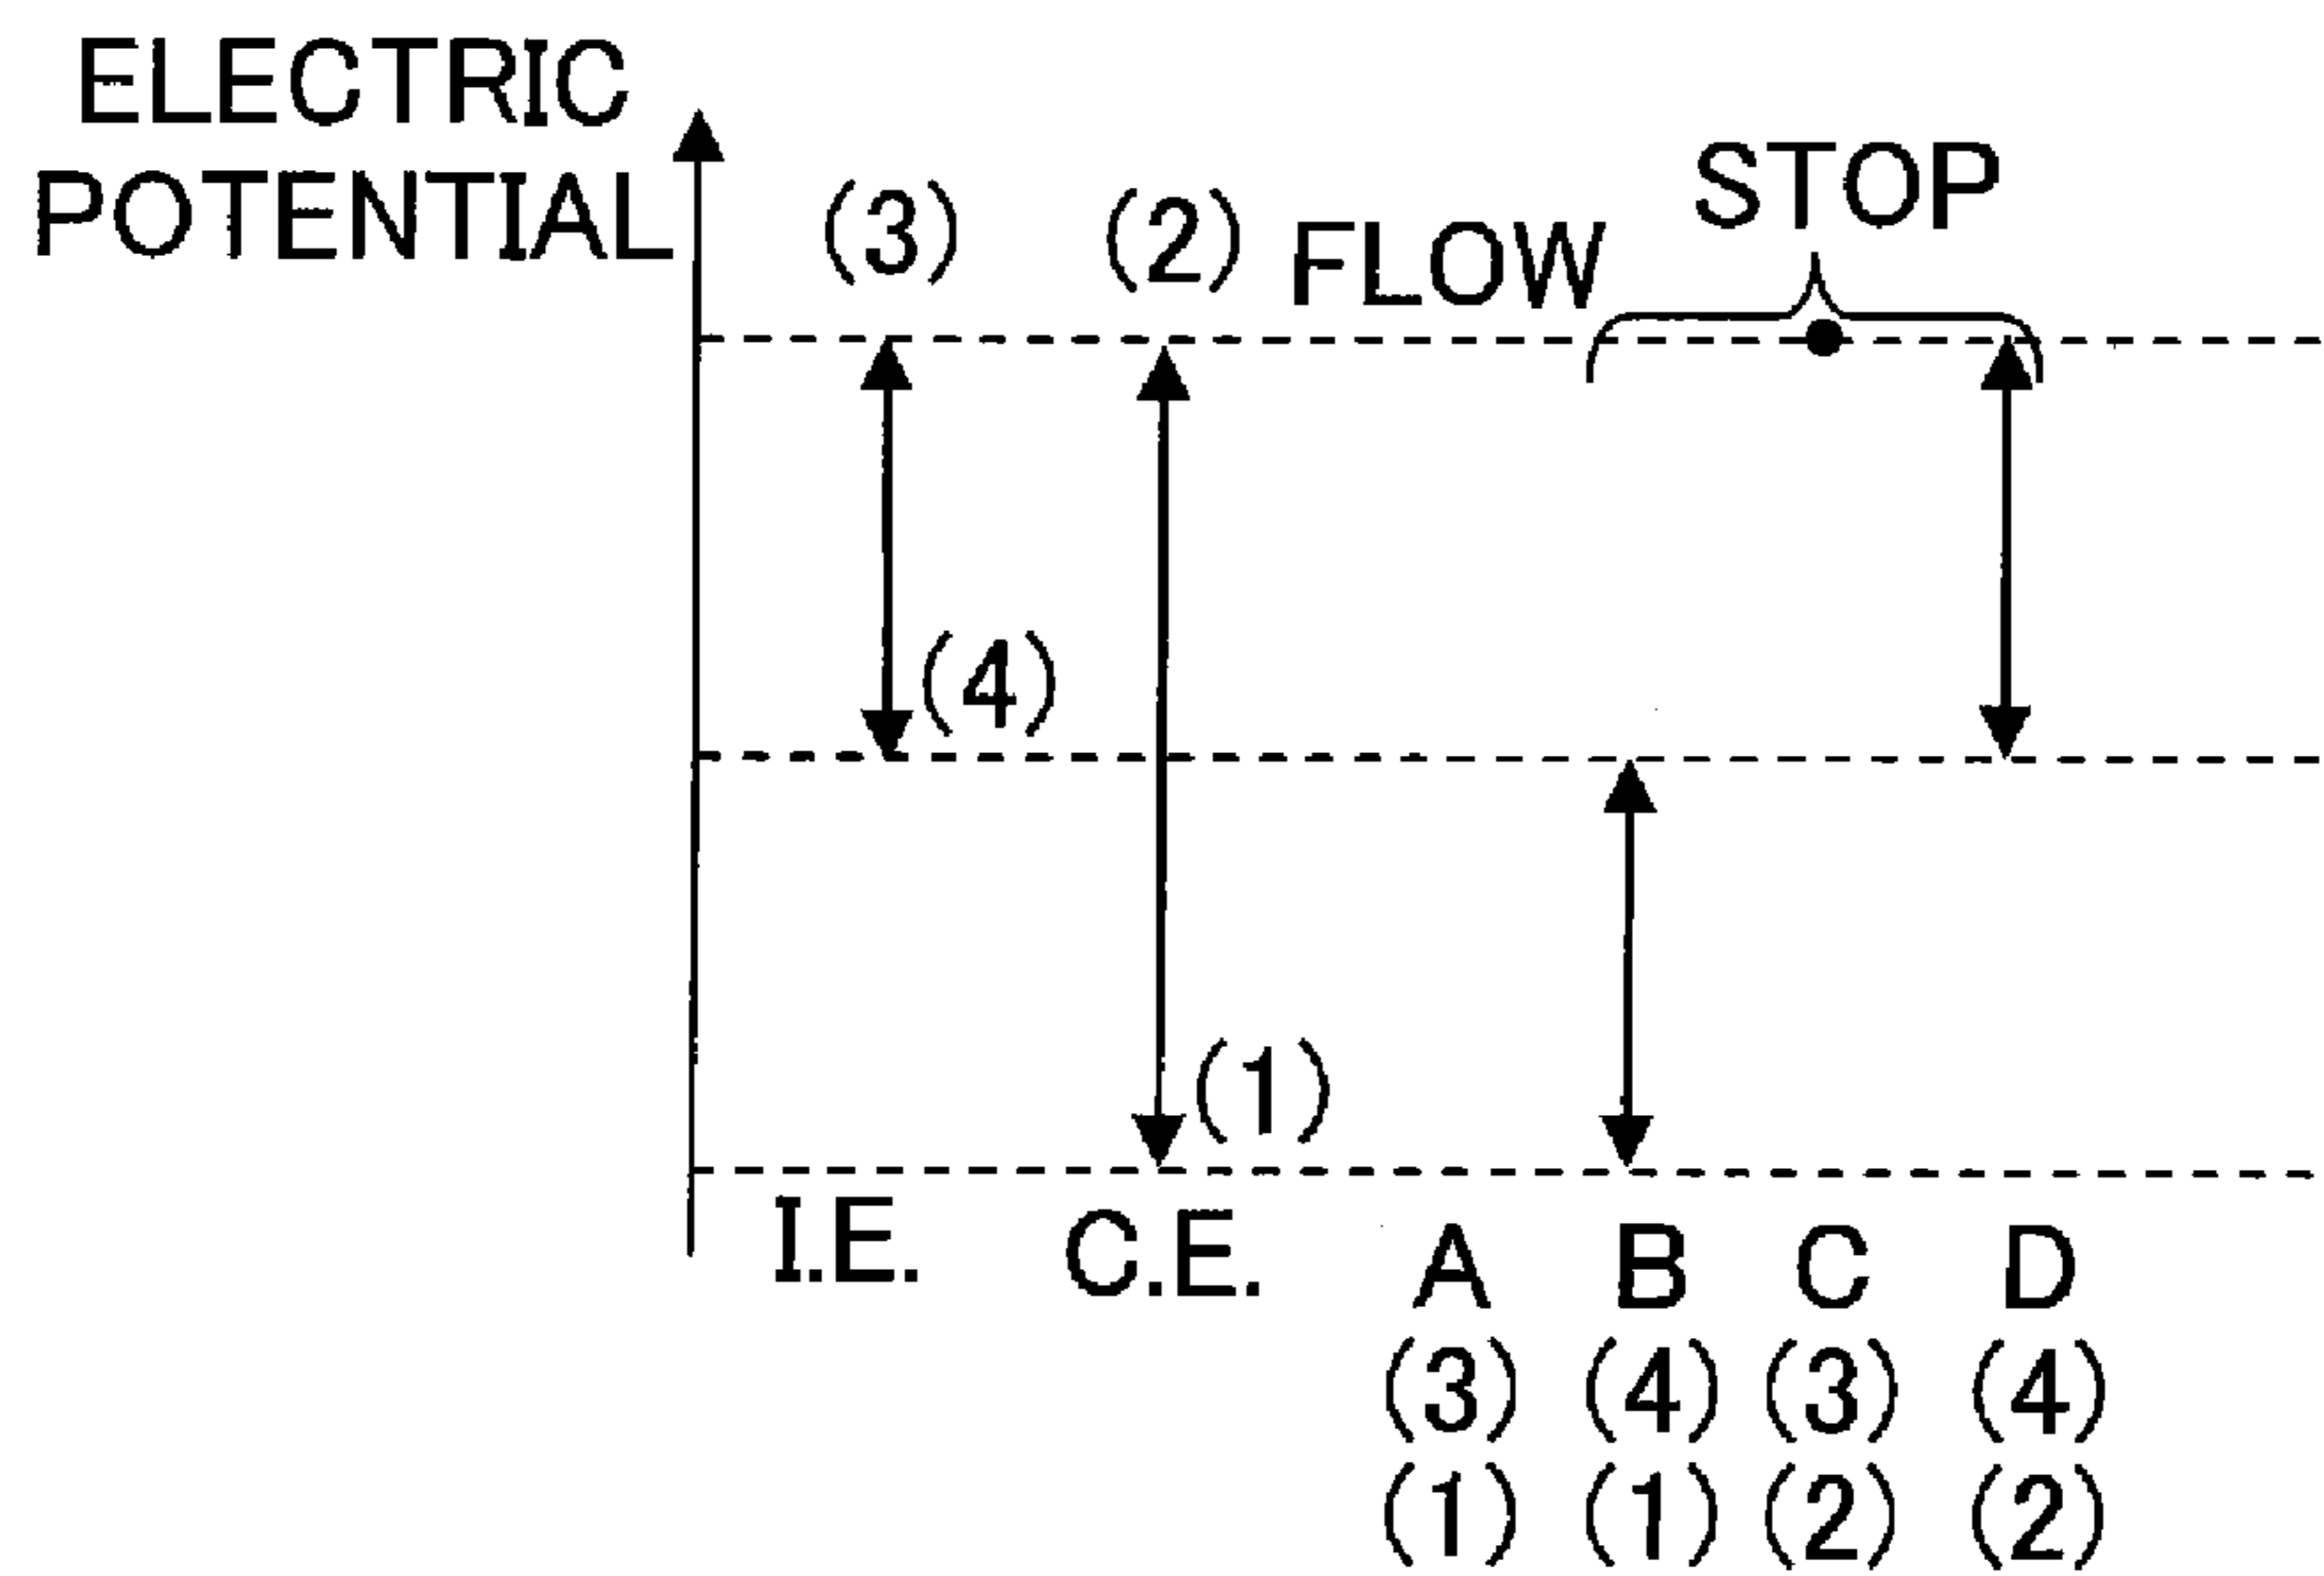 ELECTRIC
POTENTIAL
(3)
(2)
FLOW
STOP
(4)
(1)
I.E. C.E. A B C D
(3) (4) (3) (4)
(1) (1) (2) (2)